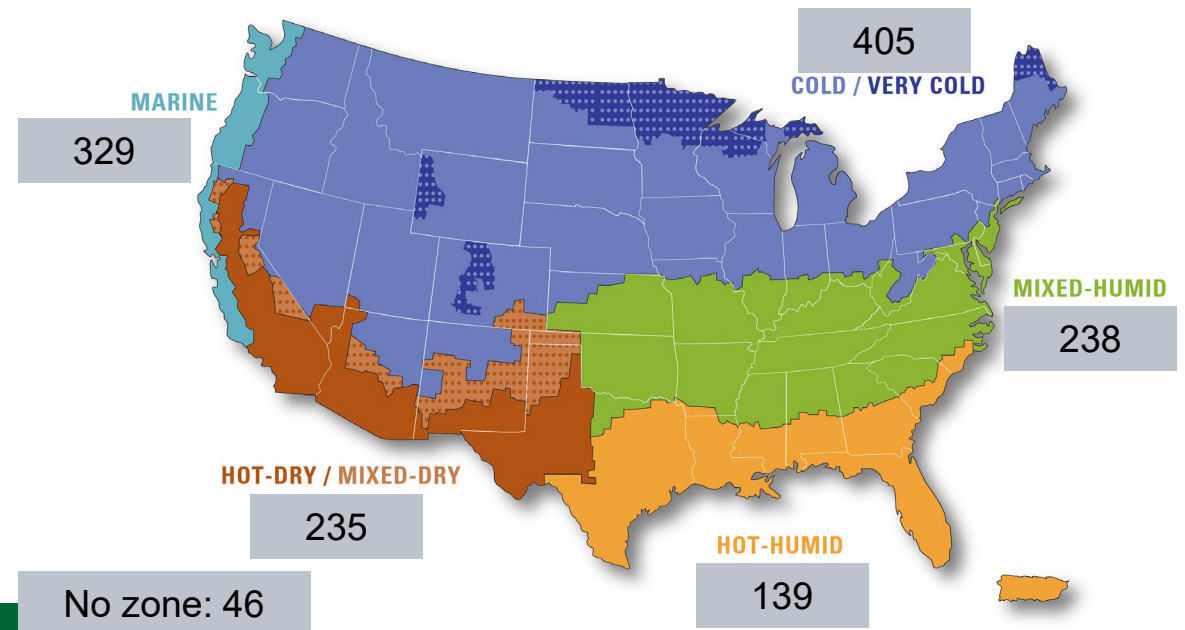 405
COLD / VERY COLD
MARINE
329
MIXED-HUMID
238
HOT-DRY / MIXED-DRY
235
HOT-HUMID
139
No zone: 46